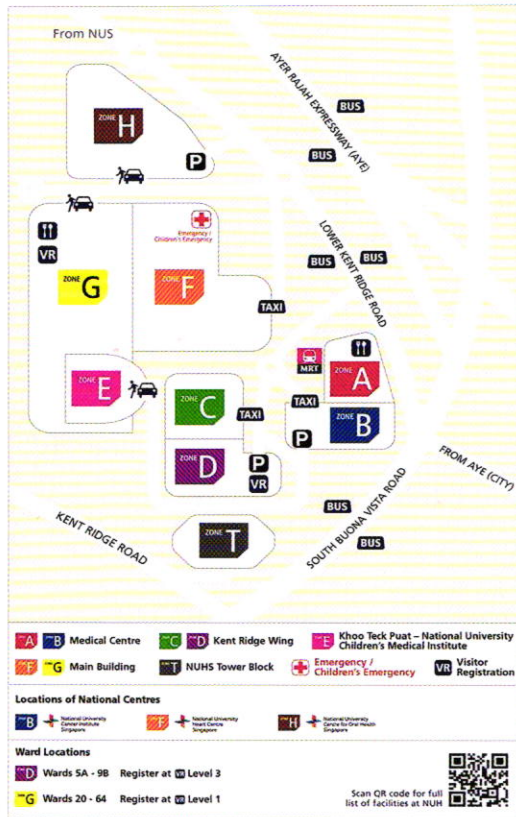 From NUS
AYER RAJAH EXPRESSWAY (AYE)
BUS
BUS
ZONE H
P
LOWER KENT RIDGE ROAD
BUS
BUS
VR
Emergency /
Children's Emergency
ZONE G
ZONE F
TAXI
MRT
ZONE A
ZONE E
ZONE C
TAXI
TAXI
ZONE B
P
ZONE D
P
VR
FROM AYE (CITY)
SOUTH BUONA VISTA ROAD
BUS
BUS
KENT RIDGE ROAD
ZONE T
A B Medical Centre
C D Kent Ridge Wing
E Khoo Teck Puat – National University
Children's Medical Institute
F G Main Building
T NUHS Tower Block
Emergency /
Children's Emergency
VR Visitor
Registration
Locations of National Centres
B National University
Cancer Institute
Singapore
F National University
Heart Centre
Singapore
H National University
Centre for Oral Health
Singapore
Ward Locations
D Wards 5A - 9B Register at VR Level 3
G Wards 20 - 64 Register at VR Level 1
Scan QR code for full
list of facilities at NUH